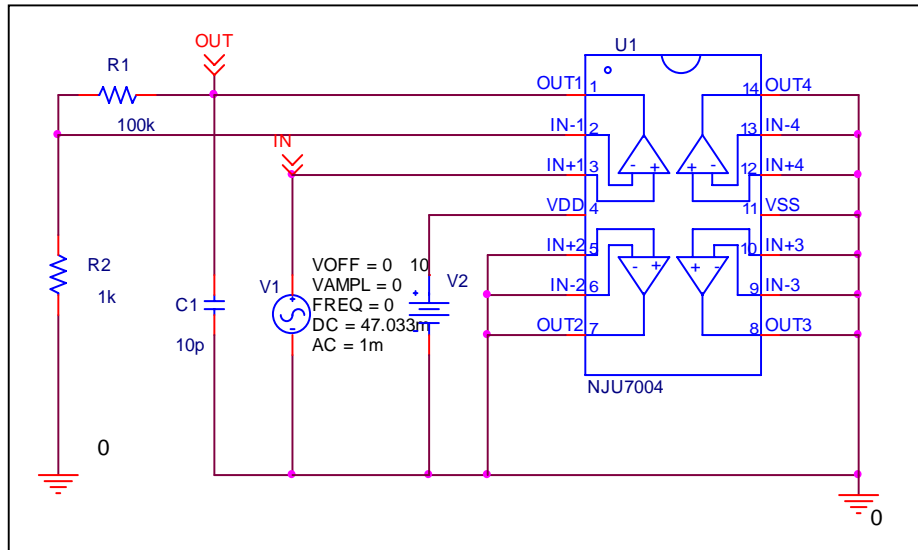 OUT
R1
100k
IN
R2
1k
C1
10p
V1
VOFF = 0
VAMPL = 0
FREQ = 0
DC = 47.033m
AC = 1m
10
V2
0
U1
OUT1 1
IN-1 2
IN+1 3
VDD 4
IN+2 5
IN-2 6
OUT2 7
14 OUT4
13 IN-4
12 IN+4
11 VSS
10 IN+3
9 IN-3
8 OUT3
- +
+ -
- +
+ -
NJU7004
0